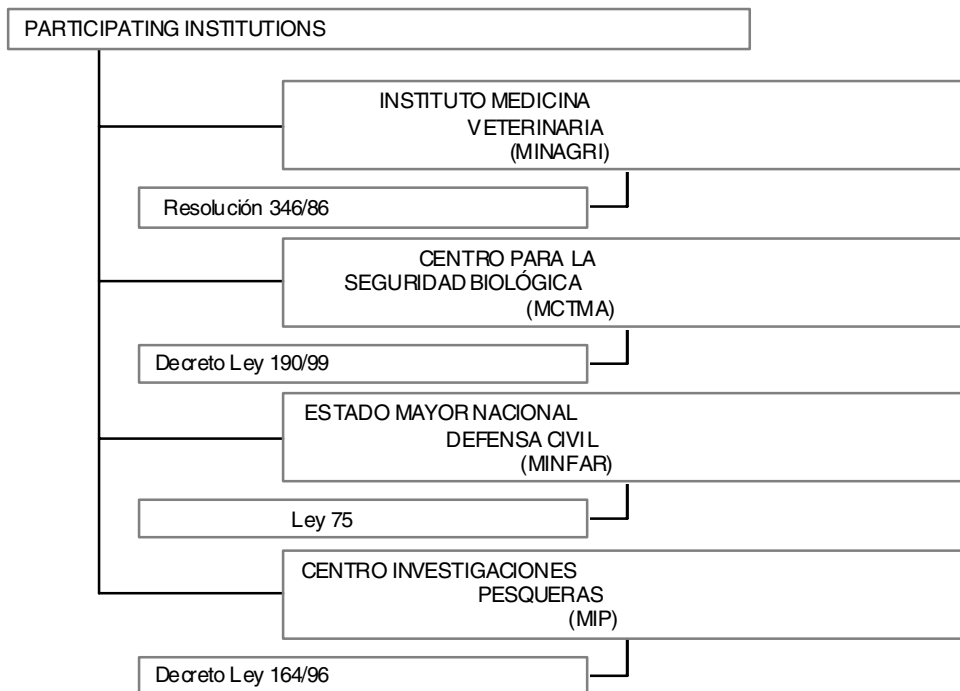 PARTICIPATING INSTITUTIONS
INSTITUTO MEDICINA
VETERINARIA
(MINAGRI)
Resolución 346/86
CENTRO PARA LA
SEGURIDAD BIOLÓGICA
(MCTMA)
Decreto Ley 190/99
ESTADO MAYOR NACIONAL
DEFENSA CIVIL
(MINFAR)
Ley 75
CENTRO INVESTIGACIONES
PESQUERAS
(MIP)
Decreto Ley 164/96